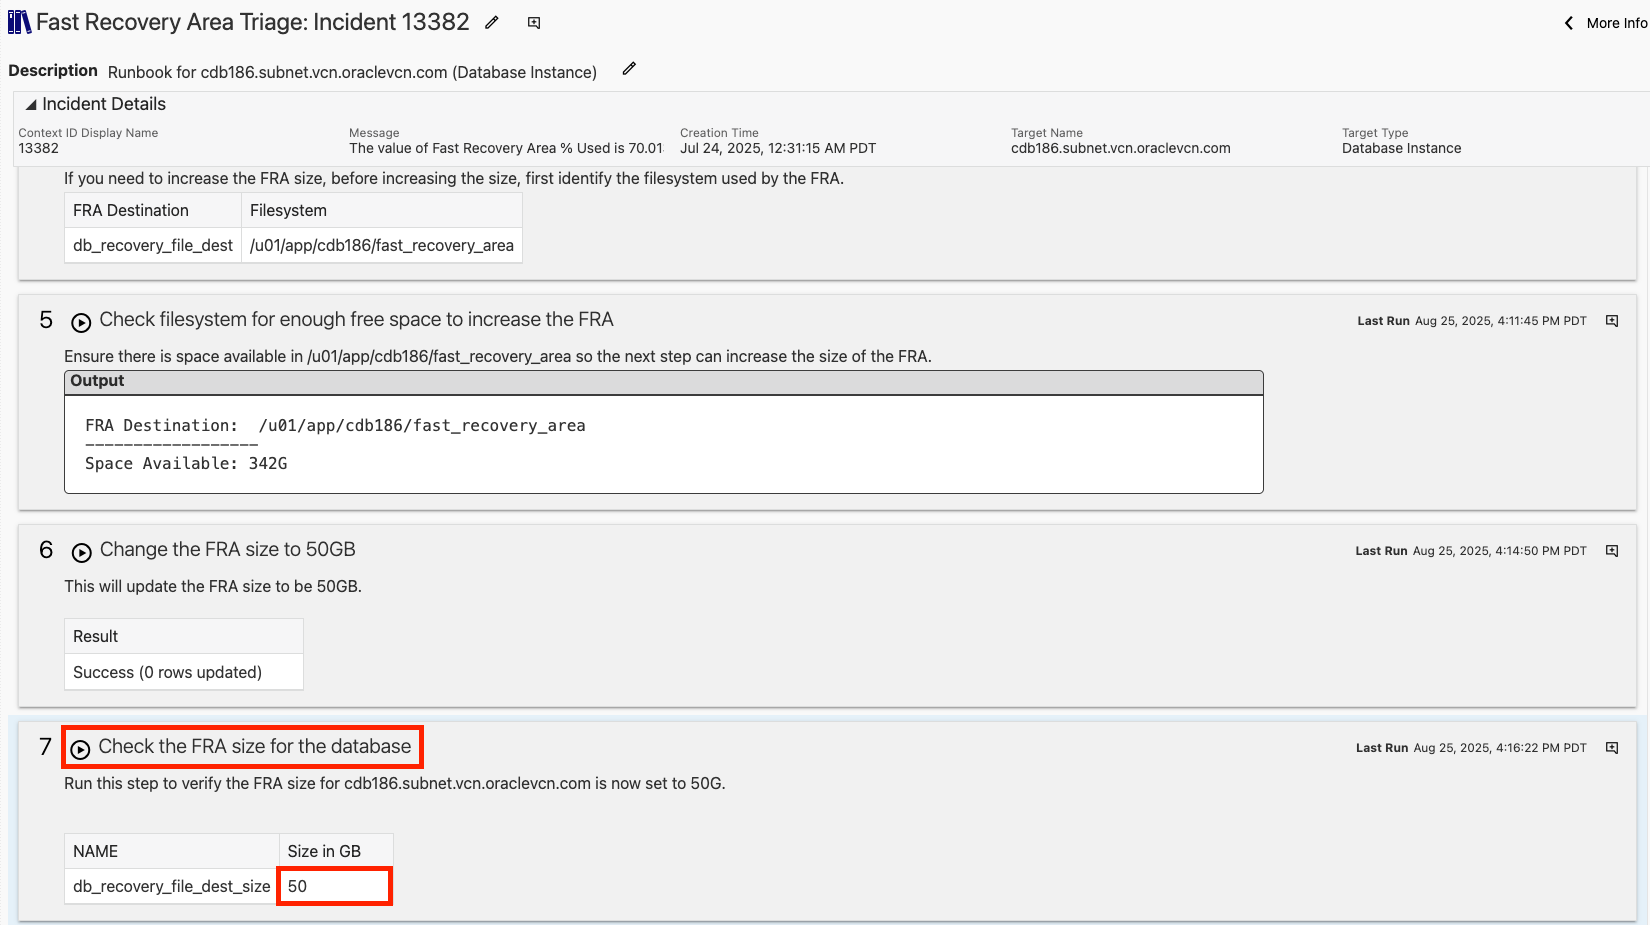 Fast Recovery Area Triage: Incident 13382
More Info
Description Runbook for cdb186.subnet.vcn.oraclevcn.com (Database Instance)
Incident Details
Context ID Display Name Message Creation Time Target Name Target Type
13382 The value of Fast Recovery Area % Used is 70.01 Jul 24, 2025, 12:31:15 AM PDT cdb186.subnet.vcn.oraclevcn.com Database Instance
If you need to increase the FRA size, before increasing the size, first identify the filesystem used by the FRA.
FRA Destination Filesystem
db_recovery_file_dest /u01/app/cdb186/fast_recovery_area
5 Check filesystem for enough free space to increase the FRA Last Run Aug 25, 2025, 4:11:45 PM PDT
Ensure there is space available in /u01/app/cdb186/fast_recovery_area so the next step can increase the size of the FRA.
Output
FRA Destination: /u01/app/cdb186/fast_recovery_area
------------------
Space Available: 342G
6 Change the FRA size to 50GB Last Run Aug 25, 2025, 4:14:50 PM PDT
This will update the FRA size to be 50GB.
Result
Success (0 rows updated)
7 Check the FRA size for the database Last Run Aug 25, 2025, 4:16:22 PM PDT
Run this step to verify the FRA size for cdb186.subnet.vcn.oraclevcn.com is now set to 50G.
NAME Size in GB
db_recovery_file_dest_size 50